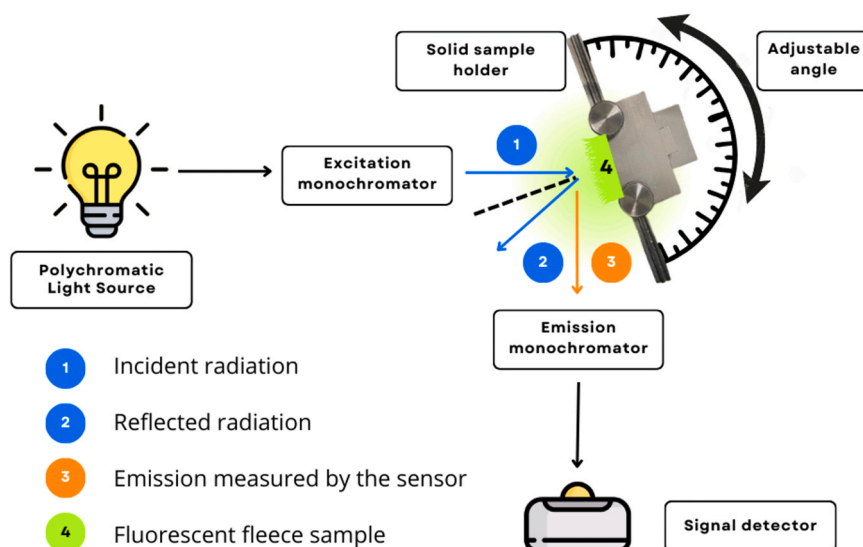 Solid sample
holder
Adjustable
angle
Excitation
monochromator
1
4
2
3
Polychromatic
Light Source
Emission
monochromator
1 Incident radiation
2 Reflected radiation
3 Emission measured by the sensor
4 Fluorescent fleece sample
Signal detector